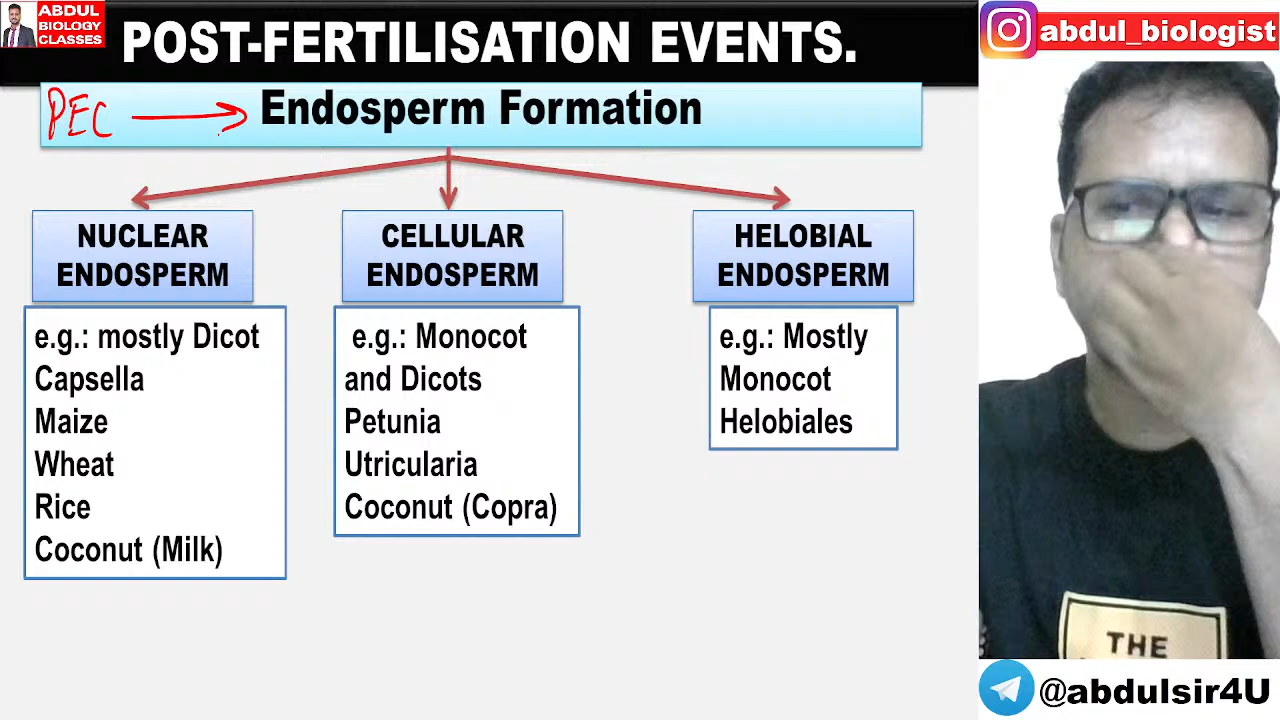 ABDUL
BIOLOGY
CLASSES
POST-FERTILISATION EVENTS.
abdul_biologist
PEC → Endosperm Formation
NUCLEAR
ENDOSPERM
e.g.: mostly Dicot
Capsella
Maize
Wheat
Rice
Coconut (Milk)
CELLULAR
ENDOSPERM
e.g.: Monocot
and Dicots
Petunia
Utricularia
Coconut (Copra)
HELOBIAL
ENDOSPERM
e.g.: Mostly
Monocot
Helobiales
THE
@abdulsir4U